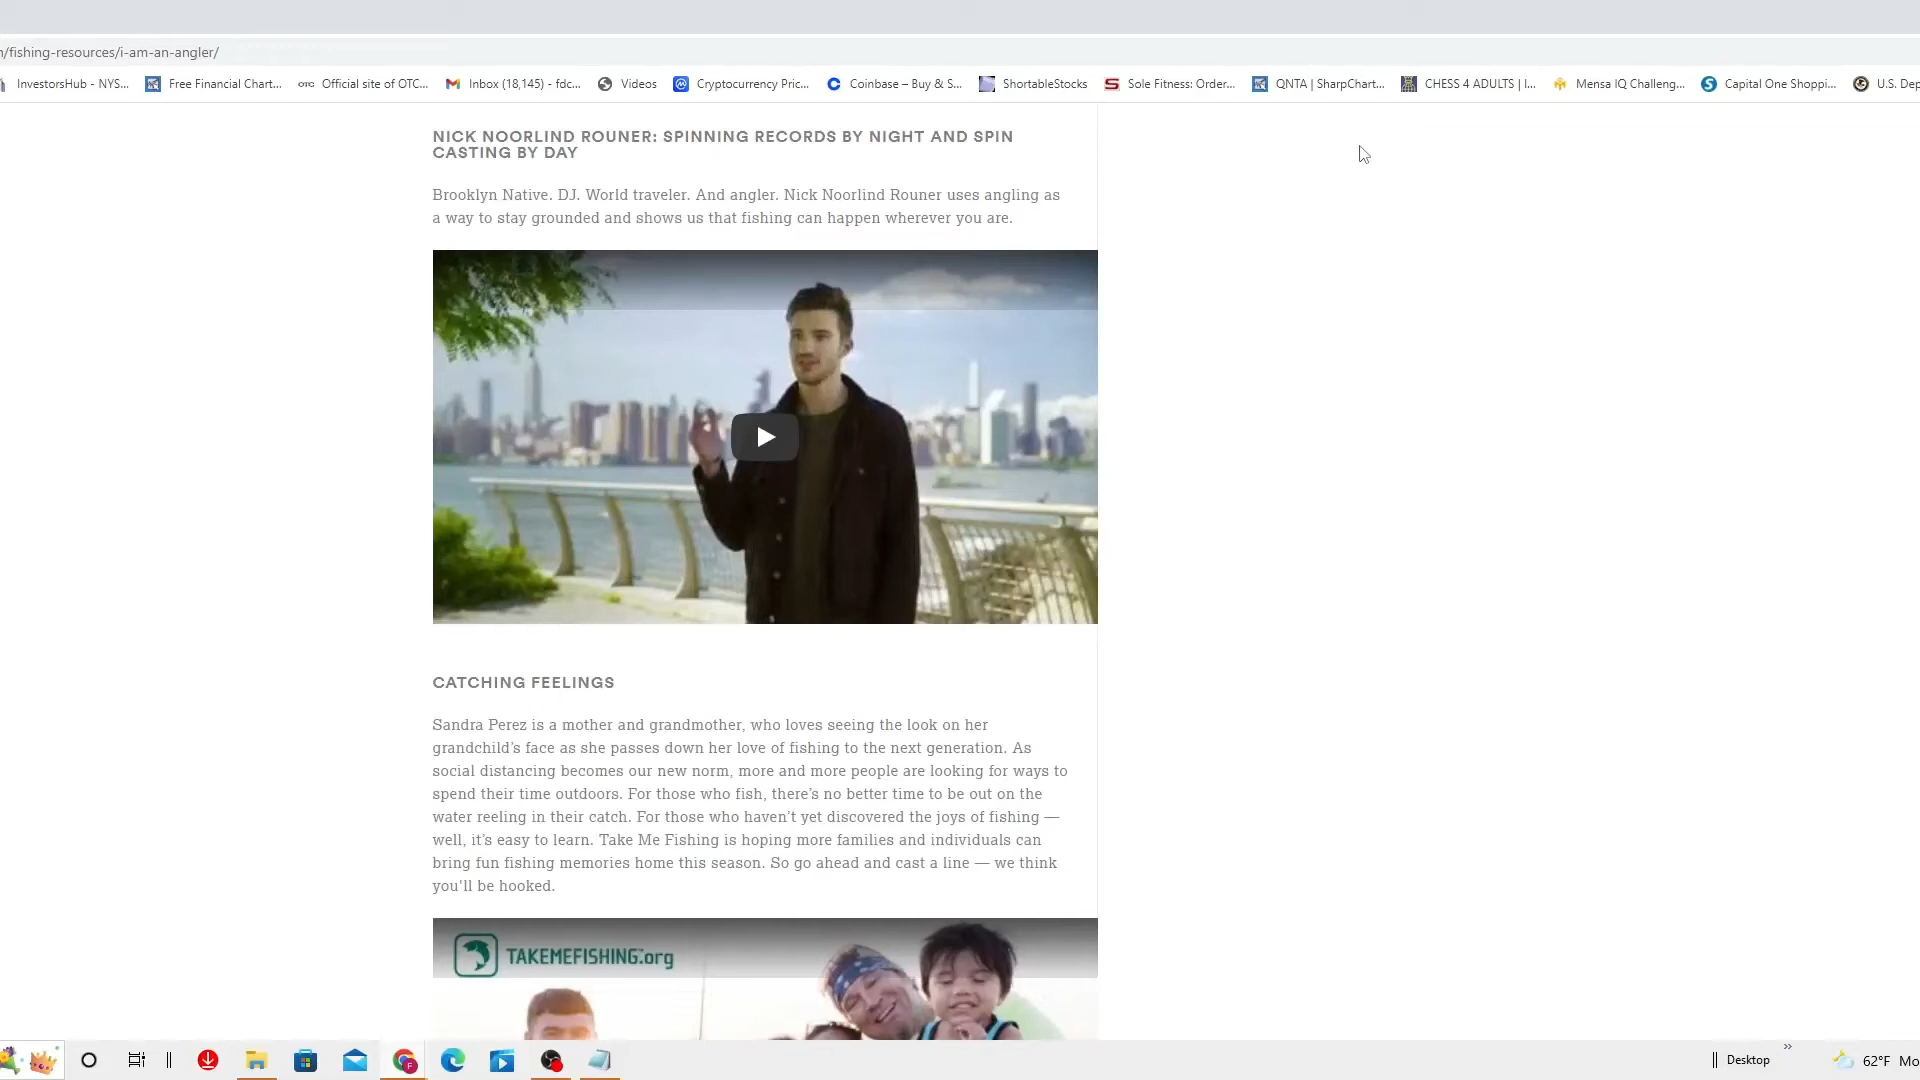 /fishing-resources/i-am-an-angler/
InvestorsHub - NYS... Free Financial Chart... OTC Official site of OTC... Inbox (18,145) - fdc... Videos Cryptocurrency Pric... Coinbase – Buy & S... ShortableStocks Sole Fitness: Order... QNTA | SharpChart... CHESS 4 ADULTS | I... Mensa IQ Challeng... Capital One Shoppi... U.S. Dep
NICK NOORLIND ROUNER: SPINNING RECORDS BY NIGHT AND SPIN
CASTING BY DAY
Brooklyn Native. DJ. World traveler. And angler. Nick Noorlind Rouner uses angling as
a way to stay grounded and shows us that fishing can happen wherever you are.
CATCHING FEELINGS
Sandra Perez is a mother and grandmother, who loves seeing the look on her
grandchild’s face as she passes down her love of fishing to the next generation. As
social distancing becomes our new norm, more and more people are looking for ways to
spend their time outdoors. For those who fish, there’s no better time to be out on the
water reeling in their catch. For those who haven’t yet discovered the joys of fishing —
well, it’s easy to learn. Take Me Fishing is hoping more families and individuals can
bring fun fishing memories home this season. So go ahead and cast a line — we think
you'll be hooked.
TAKEMEFISHING.org
Desktop » 62°F Mo